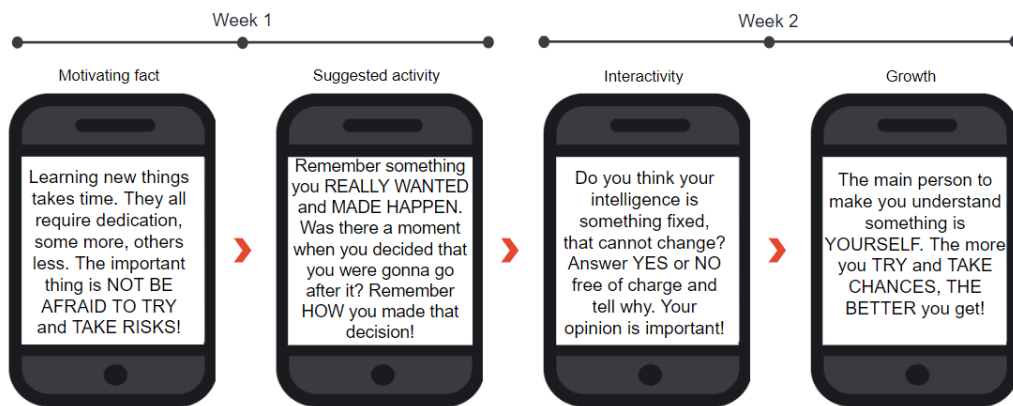 Week 1
Week 2
Motivating fact
Suggested activity
Interactivity
Growth
Learning new things
takes time. They all
require dedication,
some more, others
less. The important
thing is NOT BE
AFRAID TO TRY
and TAKE RISKS!
Remember something
you REALLY WANTED
and MADE HAPPEN.
Was there a moment
when you decided that
you were gonna go
after it? Remember
HOW you made that
decision!
Do you think your
intelligence is
something fixed,
that cannot change?
Answer YES or NO
free of charge and
tell why. Your
opinion is important!
The main person to
make you understand
something is
YOURSELF. The more
you TRY and TAKE
CHANCES, THE
BETTER you get!